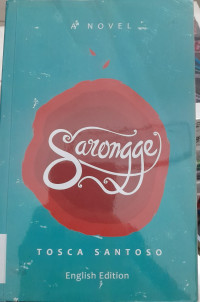 A NOVEL
Sarongge
TOSCA SANTOSO
English Edition